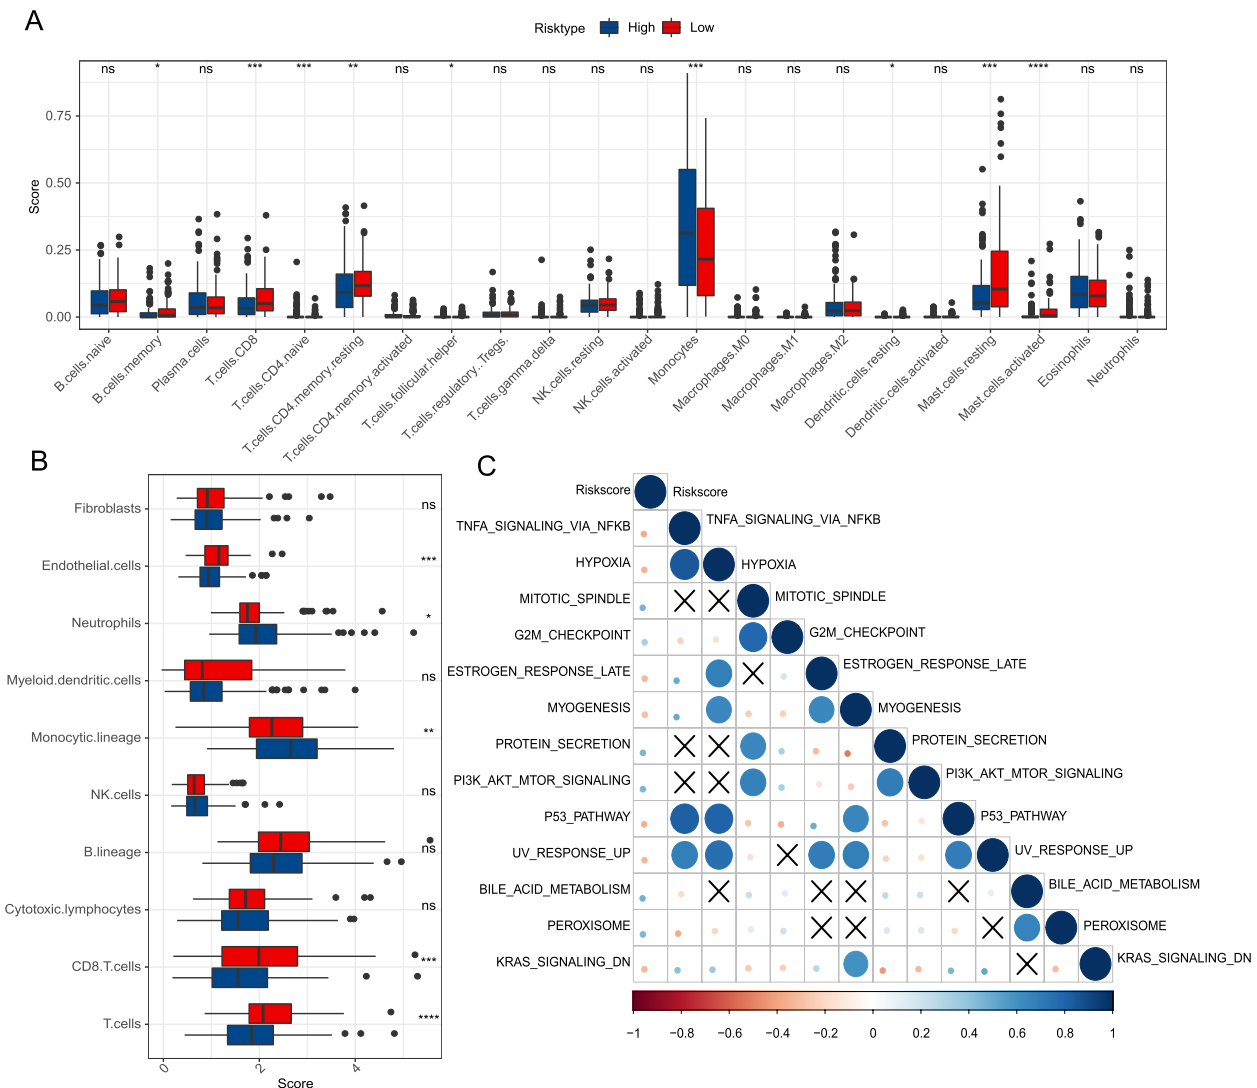 A
Risktype High Low
ns * ns *** *** ** ns * ns ns ns ns *** ns ns ns * ns *** **** ns ns
Score
0.75
0.50
0.25
0.00
B.cells.naive
B.cells.memory
Plasma.cells
T.cells.CD8
T.cells.CD4.naive
T.cells.CD4.memory.resting
T.cells.CD4.memory.activated
T.cells.follicular.helper
T.cells.regulatory..Tregs.
T.cells.gamma.delta
NK.cells.resting
NK.cells.activated
Monocytes
Macrophages.M0
Macrophages.M1
Macrophages.M2
Dendritic.cells.resting
Dendritic.cells.activated
Mast.cells.resting
Mast.cells.activated
Eosinophils
Neutrophils
B
Fibroblasts ns
Endothelial.cells ***
Neutrophils *
Myeloid.dendritic.cells ns
Monocytic.lineage **
NK.cells ns
B.lineage ns
Cytotoxic.lymphocytes ns
CD8.T.cells ***
T.cells ****
0 2 4
Score
C
Riskscore Riskscore
TNFA_SIGNALING_VIA_NFKB TNFA_SIGNALING_VIA_NFKB
HYPOXIA HYPOXIA
MITOTIC_SPINDLE MITOTIC_SPINDLE
G2M_CHECKPOINT G2M_CHECKPOINT
ESTROGEN_RESPONSE_LATE ESTROGEN_RESPONSE_LATE
MYOGENESIS MYOGENESIS
PROTEIN_SECRETION PROTEIN_SECRETION
PI3K_AKT_MTOR_SIGNALING PI3K_AKT_MTOR_SIGNALING
P53_PATHWAY P53_PATHWAY
UV_RESPONSE_UP UV_RESPONSE_UP
BILE_ACID_METABOLISM BILE_ACID_METABOLISM
PEROXISOME PEROXISOME
KRAS_SIGNALING_DN KRAS_SIGNALING_DN
−1 −0.8 −0.6 −0.4 −0.2 0 0.2 0.4 0.6 0.8 1